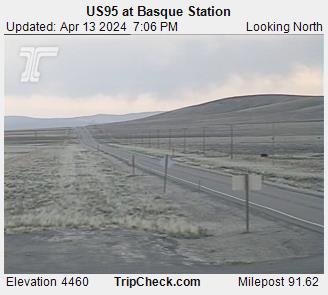 US95 at Basque Station
Updated: Apr 13 2024 7:06 PM Looking North
Elevation 4460 TripCheck.com Milepost 91.62